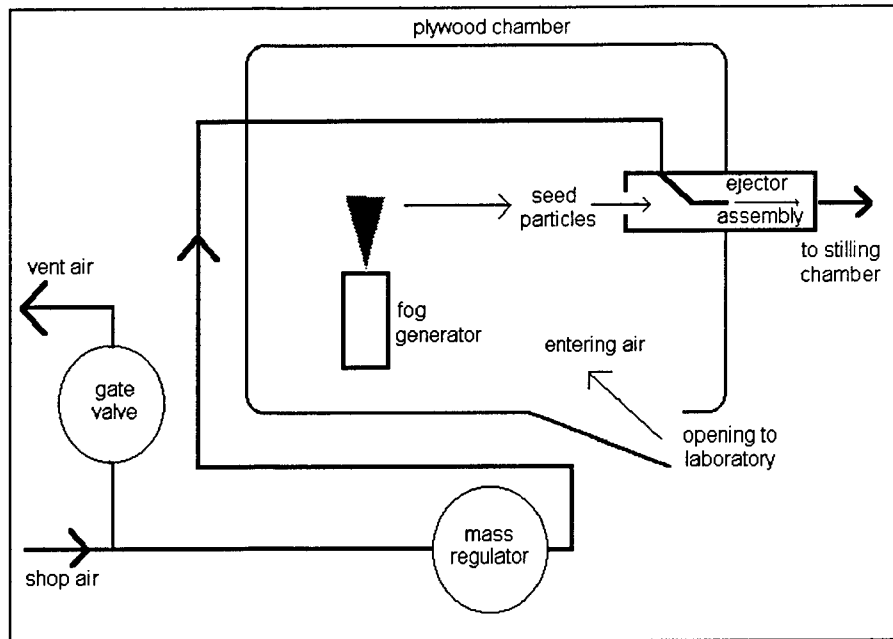 plywood chamber
ejector
assembly
seed
particles
to stilling
chamber
vent air
fog
generator
entering air
gate
valve
opening to
laboratory
mass
regulator
shop air